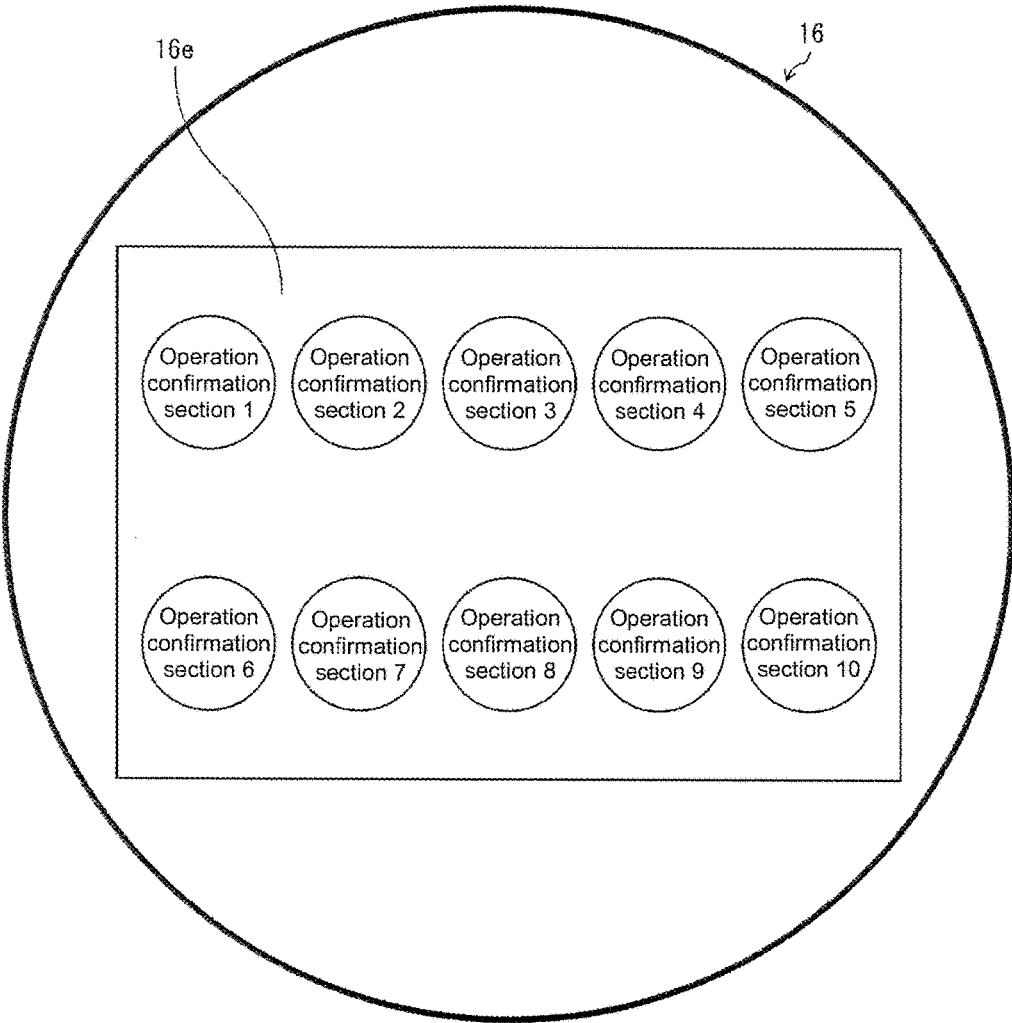 16e
16
Operation
confirmation
section 1
Operation
confirmation
section 2
Operation
confirmation
section 3
Operation
confirmation
section 4
Operation
confirmation
section 5
Operation
confirmation
section 6
Operation
confirmation
section 7
Operation
confirmation
section 8
Operation
confirmation
section 9
Operation
confirmation
section 10